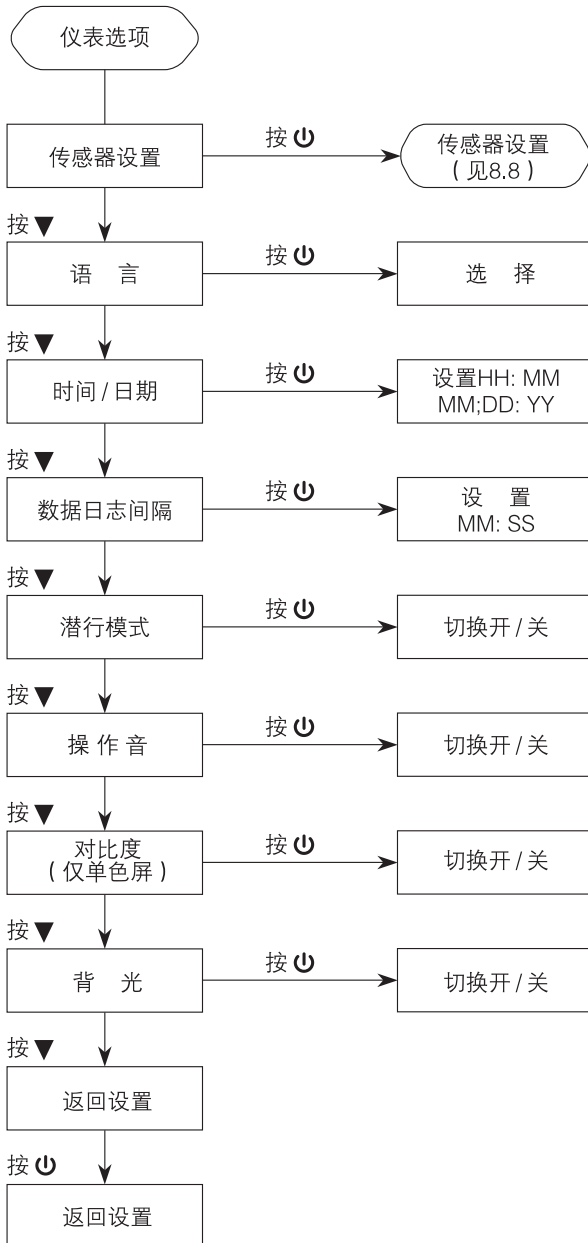 仪表选项
传感器设置
按⏻
传感器设置
(见8.8)
按▼
语 言
按⏻
选 择
按▼
时间/日期
按⏻
设置HH: MM
MM;DD: YY
按▼
数据日志间隔
按⏻
设 置
MM: SS
按▼
潜行模式
按⏻
切换开/关
按▼
操作音
按⏻
切换开/关
按▼
对比度
(仅单色屏)
按⏻
切换开/关
按▼
背 光
按⏻
切换开/关
按▼
返回设置
按⏻
返回设置